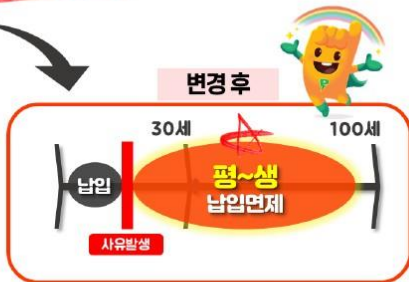 변경 후
30세 100세
납입
평~생
납입면제
사유발생